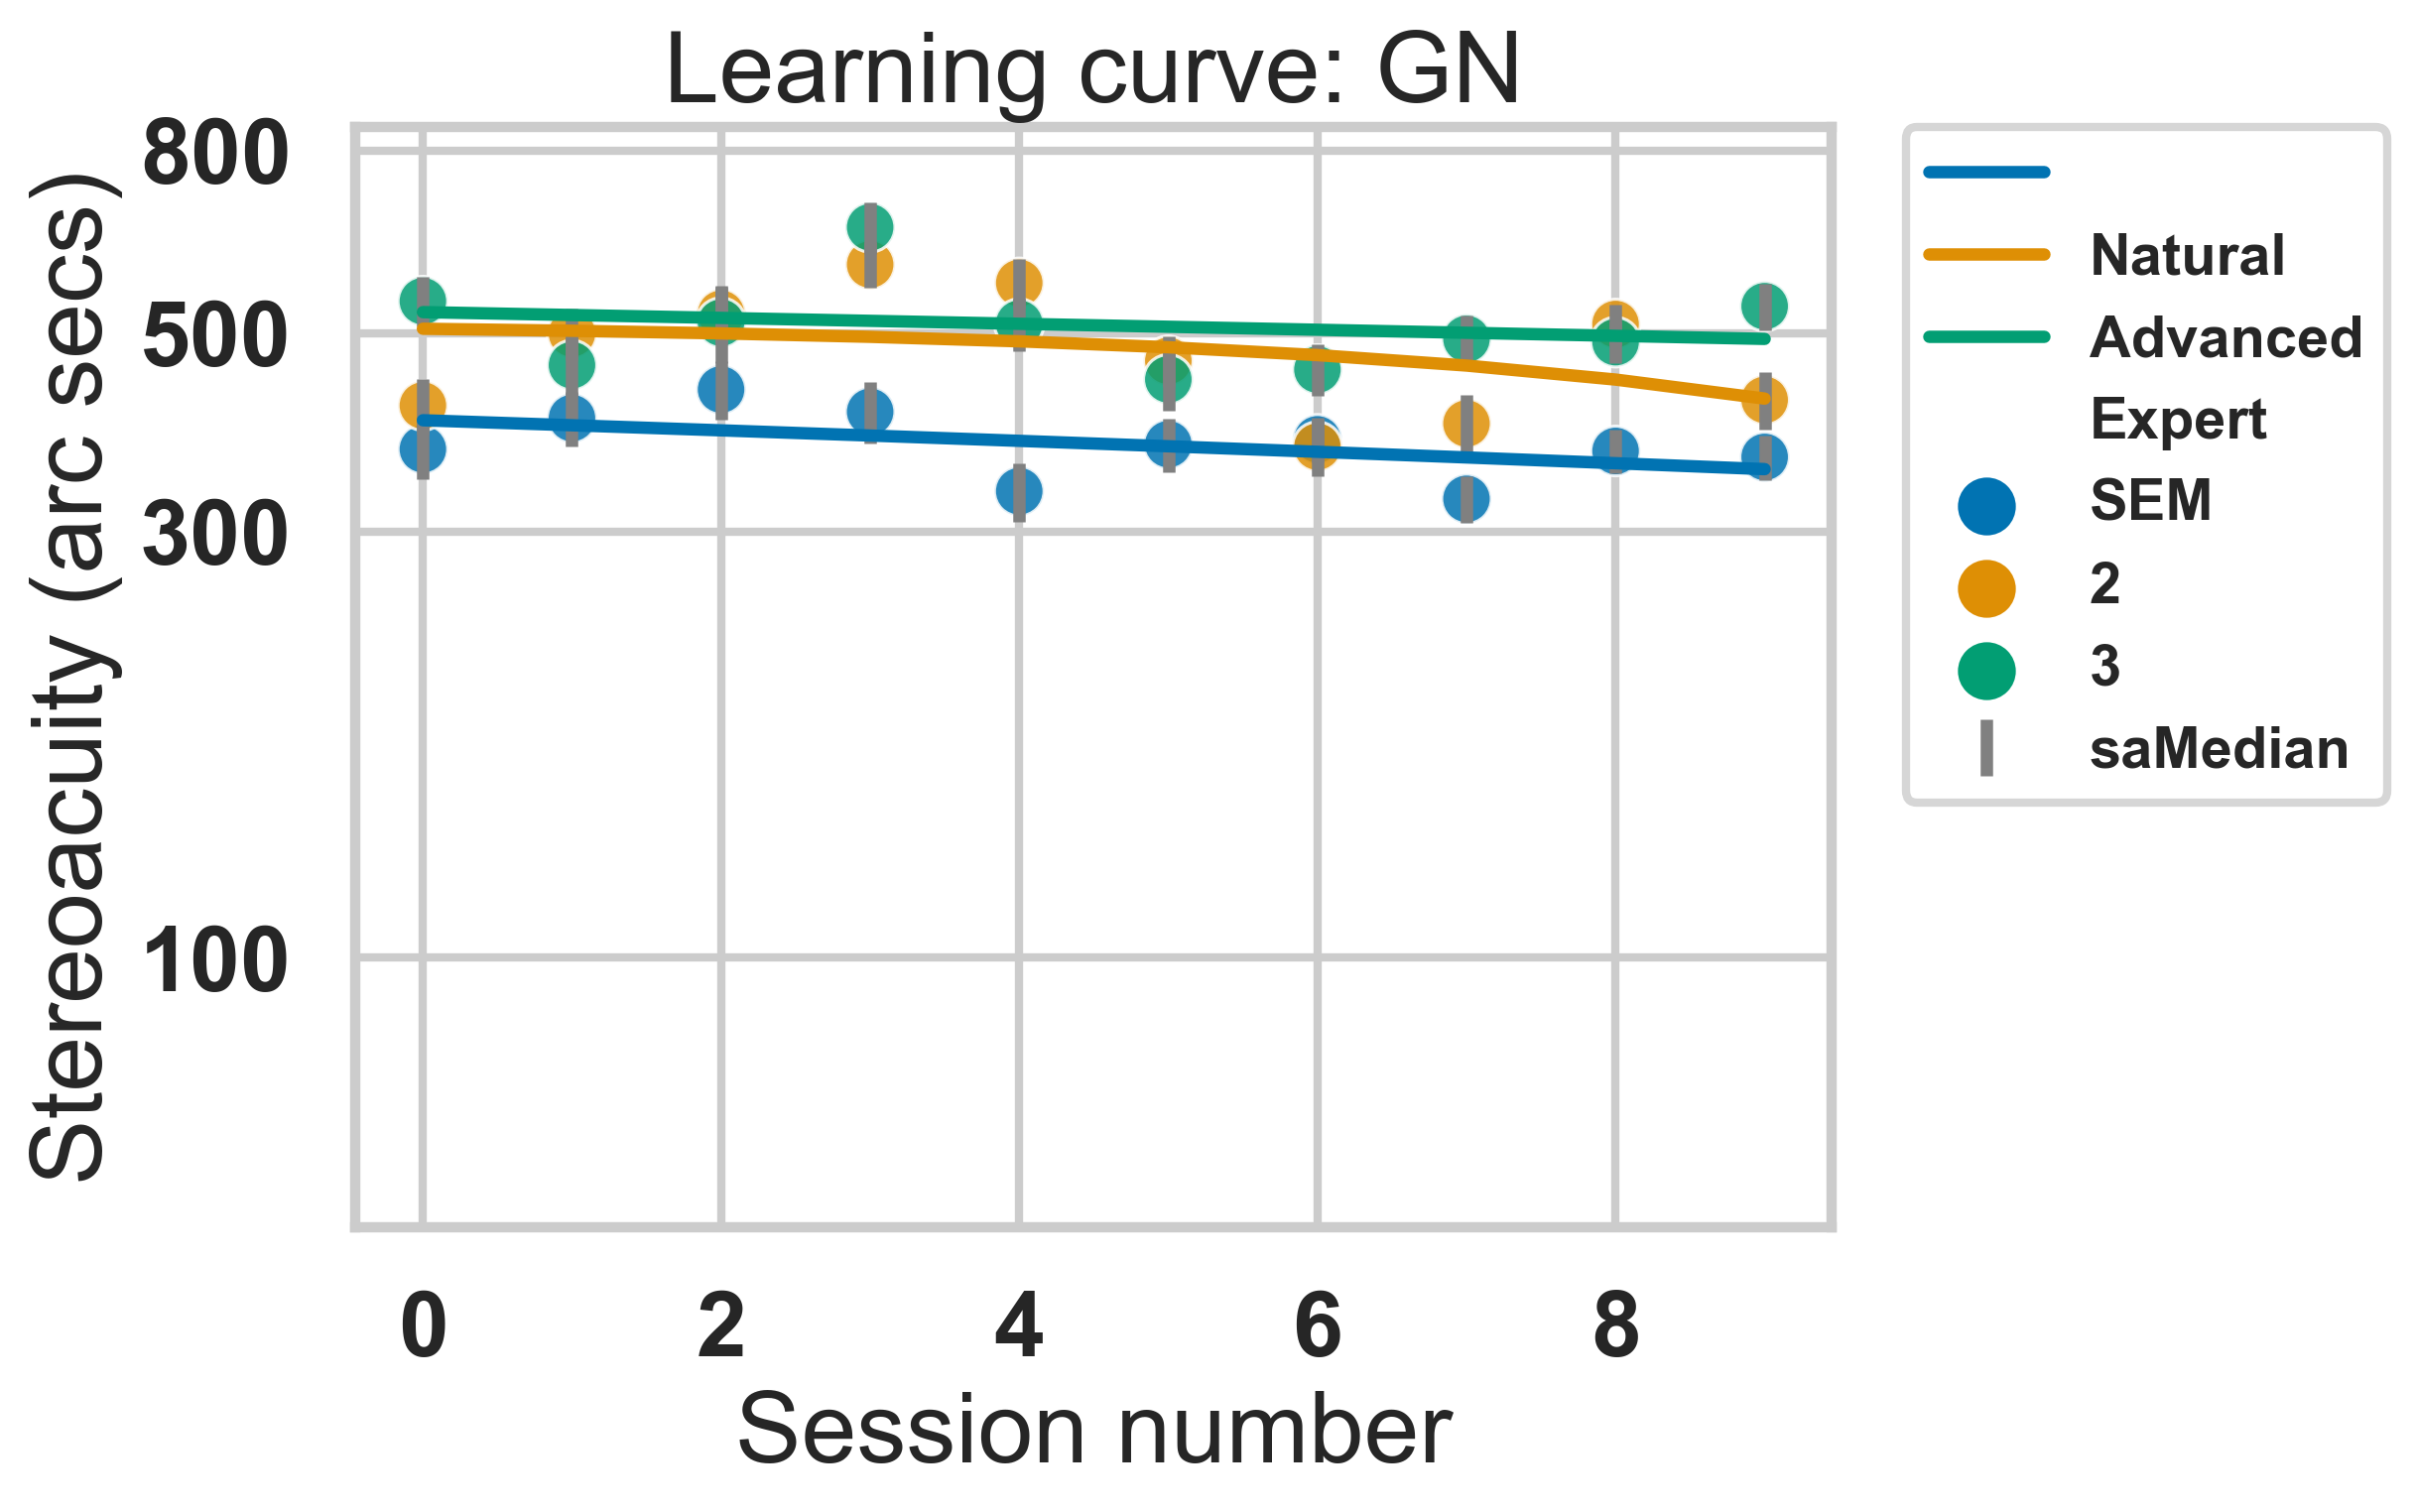 Learning curve: GN
Stereoacuity (arc secs)
800
500
300
100
0 2 4 6 8
Session number
Natural
Advanced
Expert
SEM
2
3
saMedian